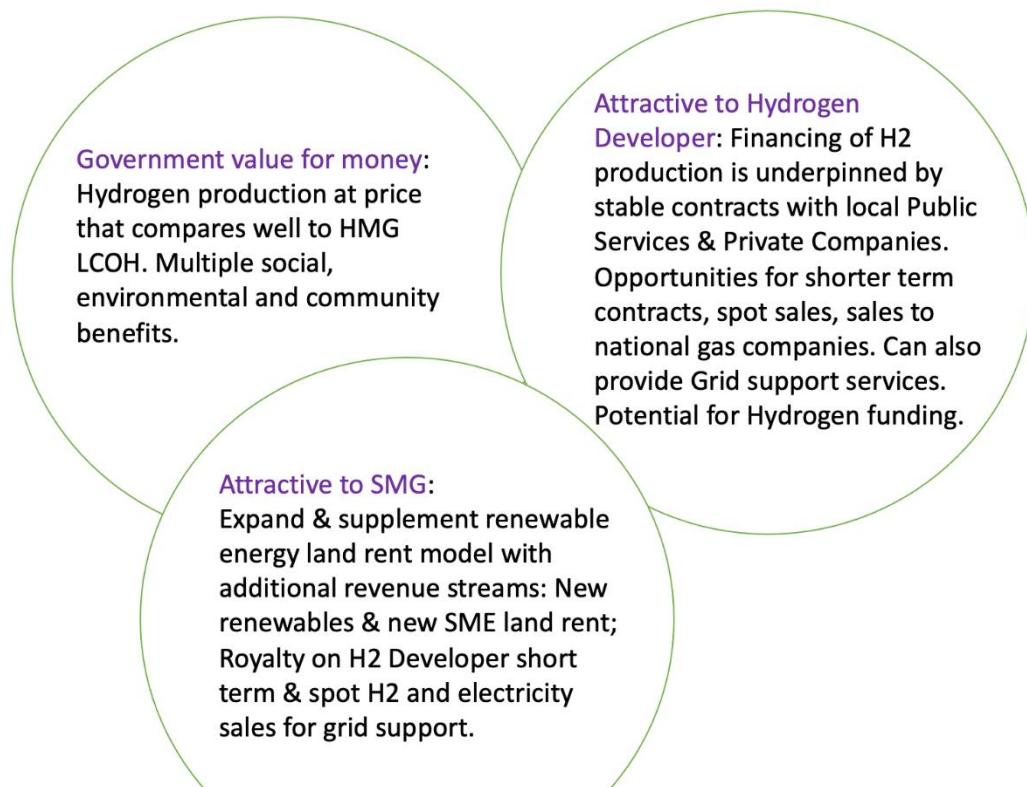 Government value for money:
Hydrogen production at price
that compares well to HMG
LCOH. Multiple social,
environmental and community
benefits.
Attractive to Hydrogen
Developer: Financing of H2
production is underpinned by
stable contracts with local Public
Services & Private Companies.
Opportunities for shorter term
contracts, spot sales, sales to
national gas companies. Can also
provide Grid support services.
Potential for Hydrogen funding.
Attractive to SMG:
Expand & supplement renewable
energy land rent model with
additional revenue streams: New
renewables & new SME land rent;
Royalty on H2 Developer short
term & spot H2 and electricity
sales for grid support.